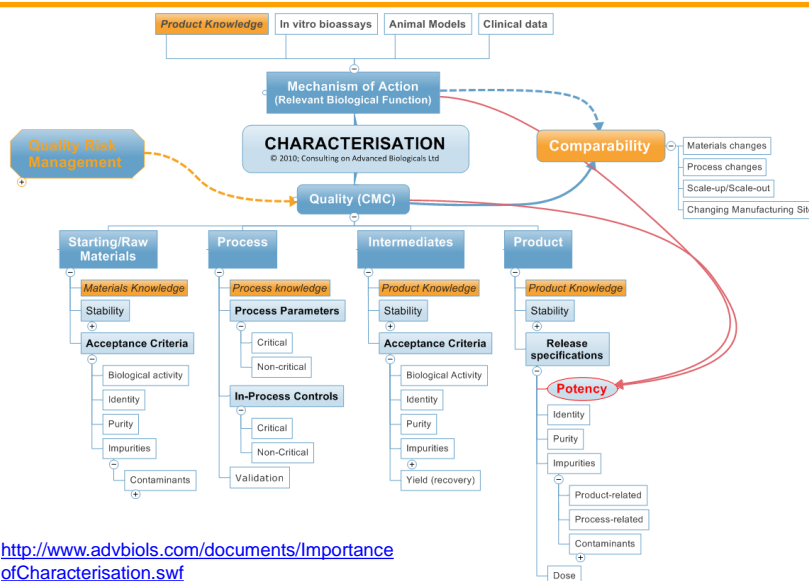 Product Knowledge
In vitro bioassays
Animal Models
Clinical data
Mechanism of Action
(Relevant Biological Function)
Quality Risk
Management
CHARACTERISATION
© 2010; Consulting on Advanced Biologicals Ltd
Comparability
Materials changes
Process changes
Scale-up/Scale-out
Changing Manufacturing Sit
Quality (CMC)
Starting/Raw
Materials
Materials Knowledge
Stability
Acceptance Criteria
Biological activity
Identity
Purity
Impurities
Contaminants
Process
Process knowledge
Process Parameters
Critical
Non-critical
In-Process Controls
Critical
Non-Critical
Validation
Intermediates
Product Knowledge
Stability
Acceptance Criteria
Biological Activity
Identity
Purity
Impurities
Yield (recovery)
Product
Product Knowledge
Stability
Release
specifications
Potency
Identity
Purity
Impurities
Product-related
Process-related
Contaminants
Dose
http://www.advbiols.com/documents/Importance
ofCharacterisation.swf